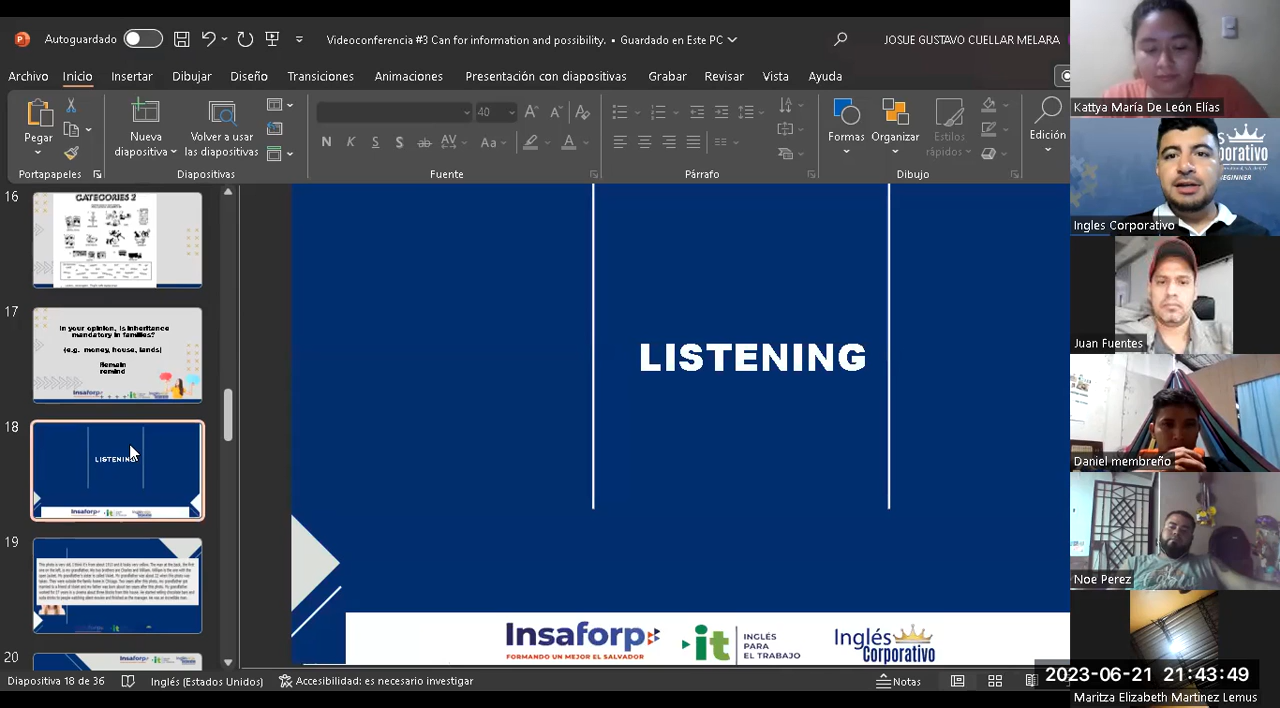 Autoguardado
Videoconferencia #3 Can for information and possibility. • Guardado en Este PC
JOSUE GUSTAVO CUELLAR MELARA
Archivo Inicio Insertar Dibujar Diseño Transiciones Animaciones Presentación con diapositivas Grabar Revisar Vista Ayuda
Pegar
Nueva diapositiva
Volver a usar las diapositivas
40
N K S S ab AV Aa A
Formas
Organizar
Estilos rápidos
Edición
Portapapeles
Diapositivas
Fuente
Párrafo
Dibujo
16
CATEGORIES 2
17
In your opinion, is inheritance
mandatory in families?
(e.g. money, house, lands)
Remain
remind
Insaforp
18
LISTENING
Insaforp
19
20
LISTENING
Insaforp
FORMANDO UN MEJOR EL SALVADOR
it
INGLÉS
PARA
EL TRABAJO
Inglés
Corporativo
Diapositiva 18 de 36
Inglés (Estados Unidos)
Accesibilidad: es necesario investigar
Notas
Kattya María De León Elías
Ingles Corporativo
Juan Fuentes
Daniel membreño
Noe Perez
2023-06-21 21:43:49
Maritza Elizabeth Martinez Lemus